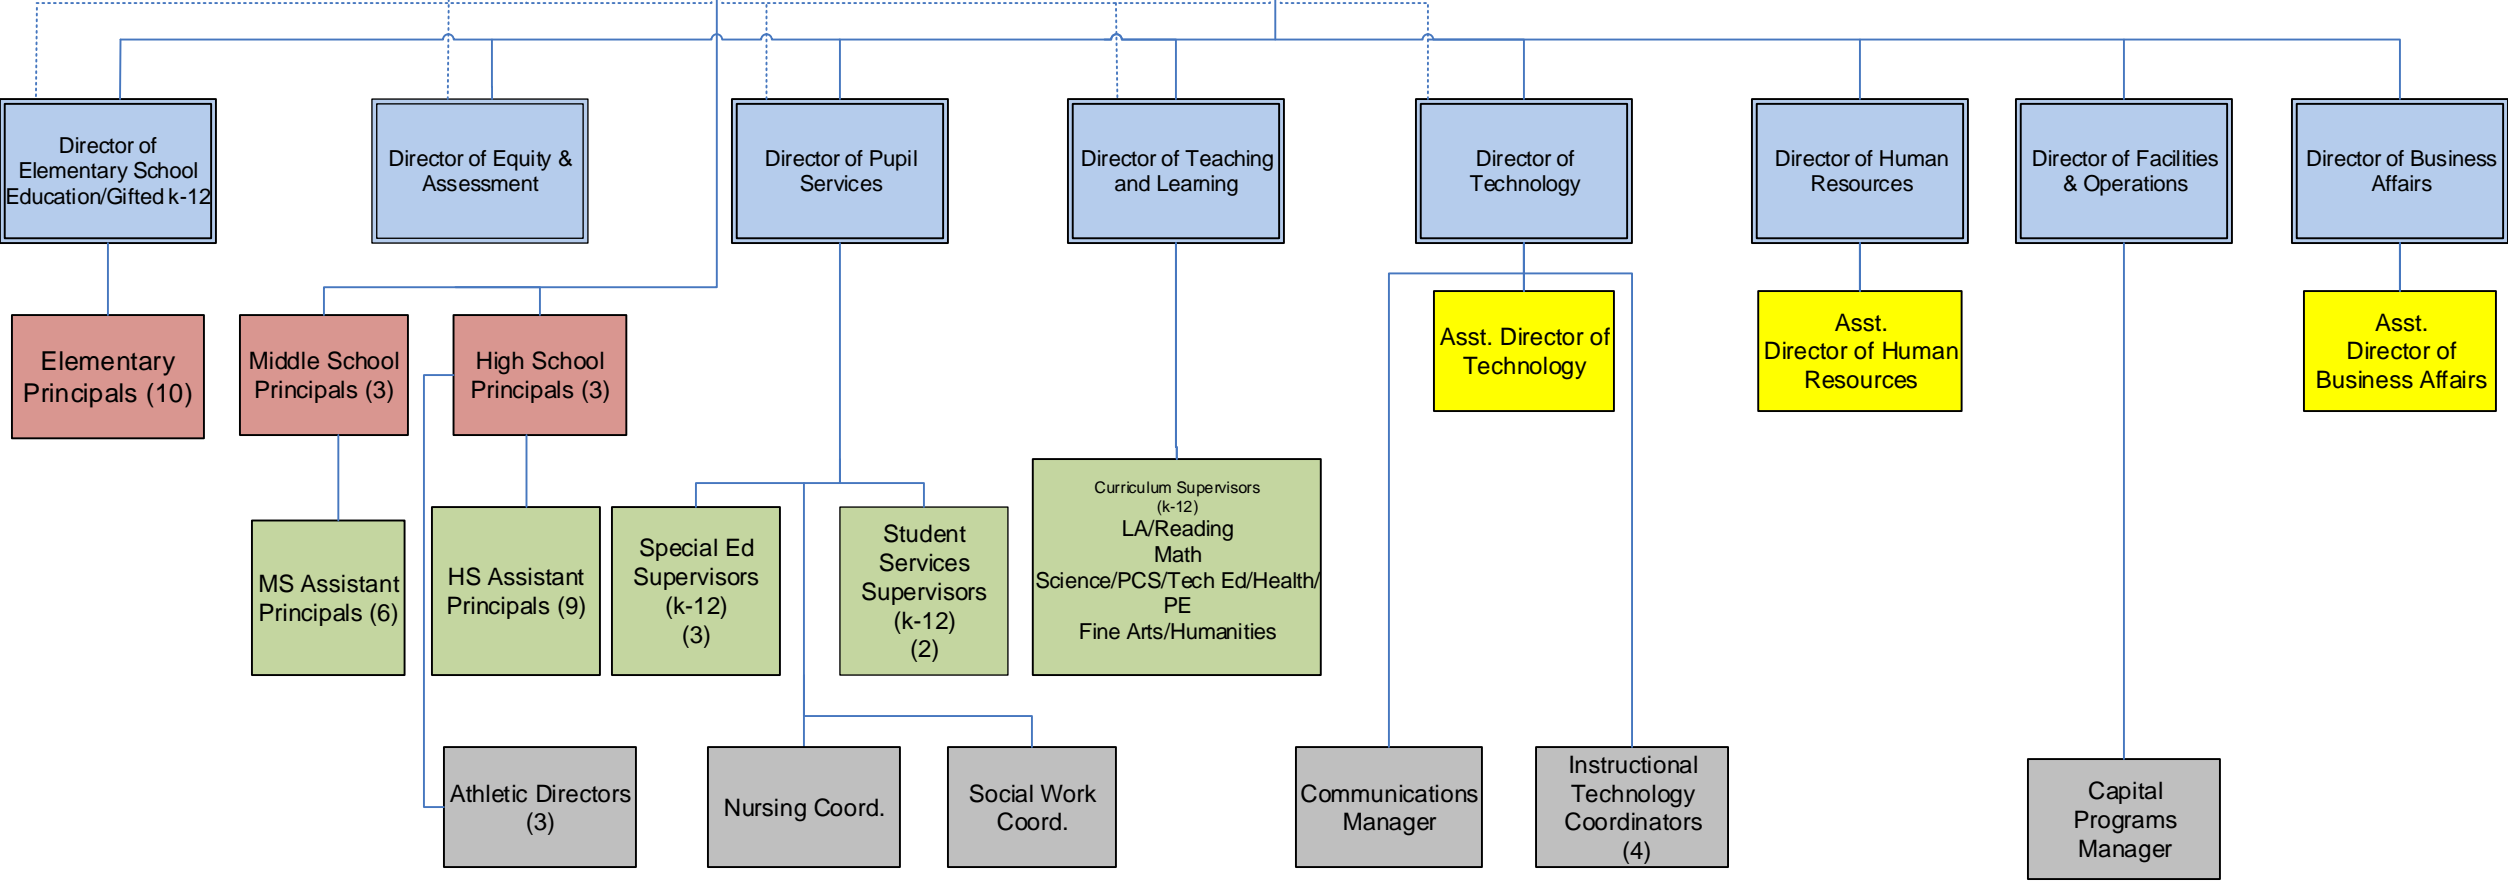 Director of
Elementary School
Education/Gifted k-12
Director of Equity &
Assessment
Director of Pupil
Services
Director of Teaching
and Learning
Director of
Technology
Director of Human
Resources
Director of Facilities
& Operations
Director of Business
Affairs
Elementary
Principals (10)
Middle School
Principals (3)
High School
Principals (3)
Asst. Director of
Technology
Asst.
Director of Human
Resources
Asst.
Director of
Business Affairs
MS Assistant
Principals (6)
HS Assistant
Principals (9)
Special Ed
Supervisors
(k-12)
(3)
Student
Services
Supervisors
(k-12)
(2)
Curriculum Supervisors
(k-12)
LA/Reading
Math
Science/PCS/Tech Ed/Health/
PE
Fine Arts/Humanities
Athletic Directors
(3)
Nursing Coord.
Social Work
Coord.
Communications
Manager
Instructional
Technology
Coordinators
(4)
Capital
Programs
Manager